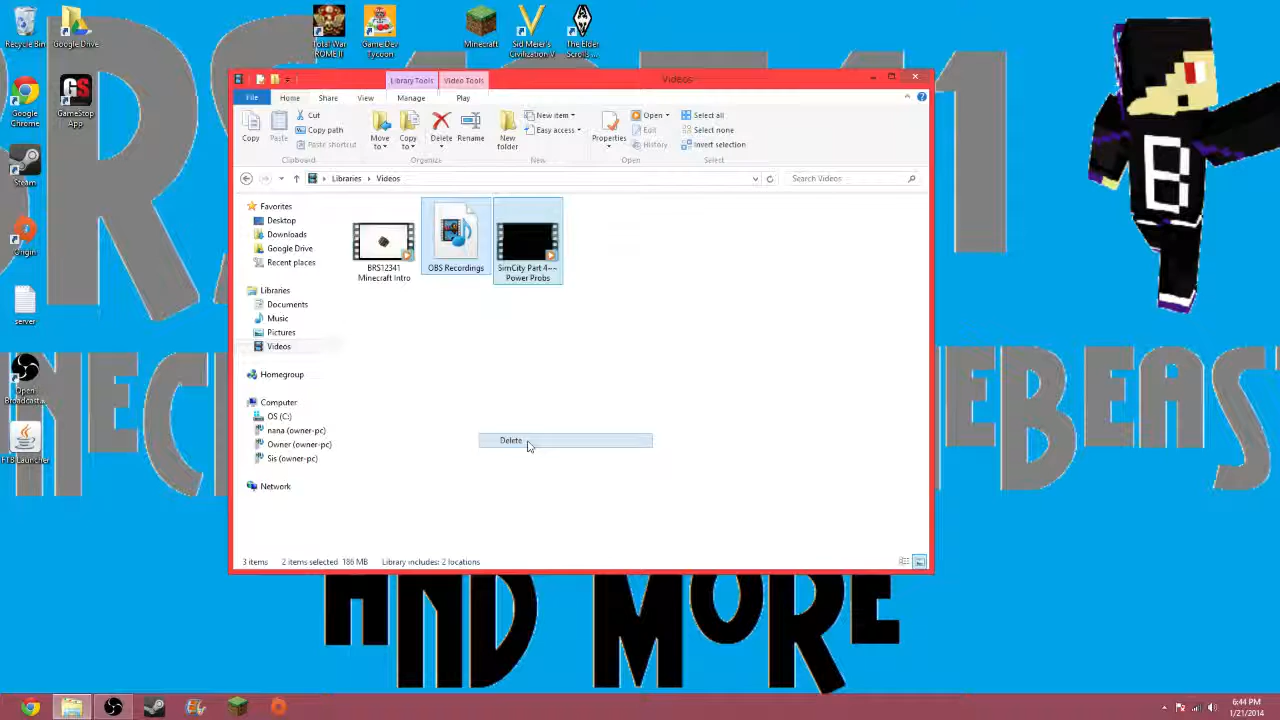 Recycle Bin
Google Drive
Total War
ROME II
Game Dev
Tycoon
Minecraft
Sid Meier's
Civilization V
The Elder
Scrolls ...
Google
Chrome
GS
GameStop
App
Steam
Origin
server
Open
Broadcast...
FTB Launcher
B
AND MORE
Library Tools
Video Tools
Videos
File
Home
Share
View
Manage
Play
Copy
Paste
Cut
Copy path
Paste shortcut
Clipboard
Move
to
Copy
to
Delete
Rename
Organize
New
folder
New item
Easy access
New
Properties
Open
Edit
History
Open
Select all
Select none
Invert selection
Select
Libraries
Videos
Search Videos
Favorites
Desktop
Downloads
Google Drive
Recent places
Libraries
Documents
Music
Pictures
Videos
Homegroup
Computer
OS (C:)
nana (owner-pc)
Owner (owner-pc)
Sis (owner-pc)
Network
BRS12341
Minecraft Intro
OBS Recordings
SimCity Part 4~~
Power Probs
Delete
3 items
2 items selected 186 MB
Library includes: 2 locations
6:44 PM
1/21/2014